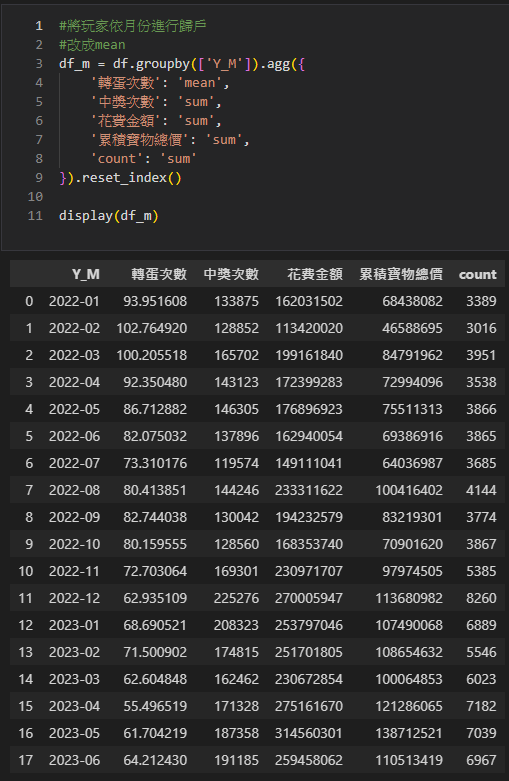 1 #將玩家依月份進行歸戶
2 #改成mean
3 df_m = df.groupby(['Y_M']).agg({
4 '轉蛋次數': 'mean',
5 '中獎次數': 'sum',
6 '花費金額': 'sum',
7 '累積寶物總價': 'sum',
8 'count': 'sum'
9 }).reset_index()
10
11 display(df_m)
Y_M 轉蛋次數 中獎次數 花費金額 累積寶物總價 count
0 2022-01 93.951608 133875 162031502 68438082 3389
1 2022-02 102.764920 128852 113420020 46588695 3016
2 2022-03 100.205518 165702 199161840 84791962 3951
3 2022-04 92.350480 143123 172399283 72994096 3538
4 2022-05 86.712882 146305 176896923 75511313 3866
5 2022-06 82.075032 137896 162940054 69386916 3865
6 2022-07 73.310176 119574 149111041 64036987 3685
7 2022-08 80.413851 144246 233311622 100416402 4144
8 2022-09 82.744038 130042 194232579 83219301 3774
9 2022-10 80.159555 128560 168353740 70901620 3867
10 2022-11 72.703064 169301 230971707 97974505 5385
11 2022-12 62.935109 225276 270005947 113680982 8260
12 2023-01 68.690521 208323 253797046 107490068 6889
13 2023-02 71.500902 174815 251701805 108654632 5546
14 2023-03 62.604848 162462 230672854 100064853 6023
15 2023-04 55.496519 171328 275161670 121286065 7182
16 2023-05 61.704219 187358 314560301 138712521 7039
17 2023-06 64.212430 191185 259458062 110513419 6967